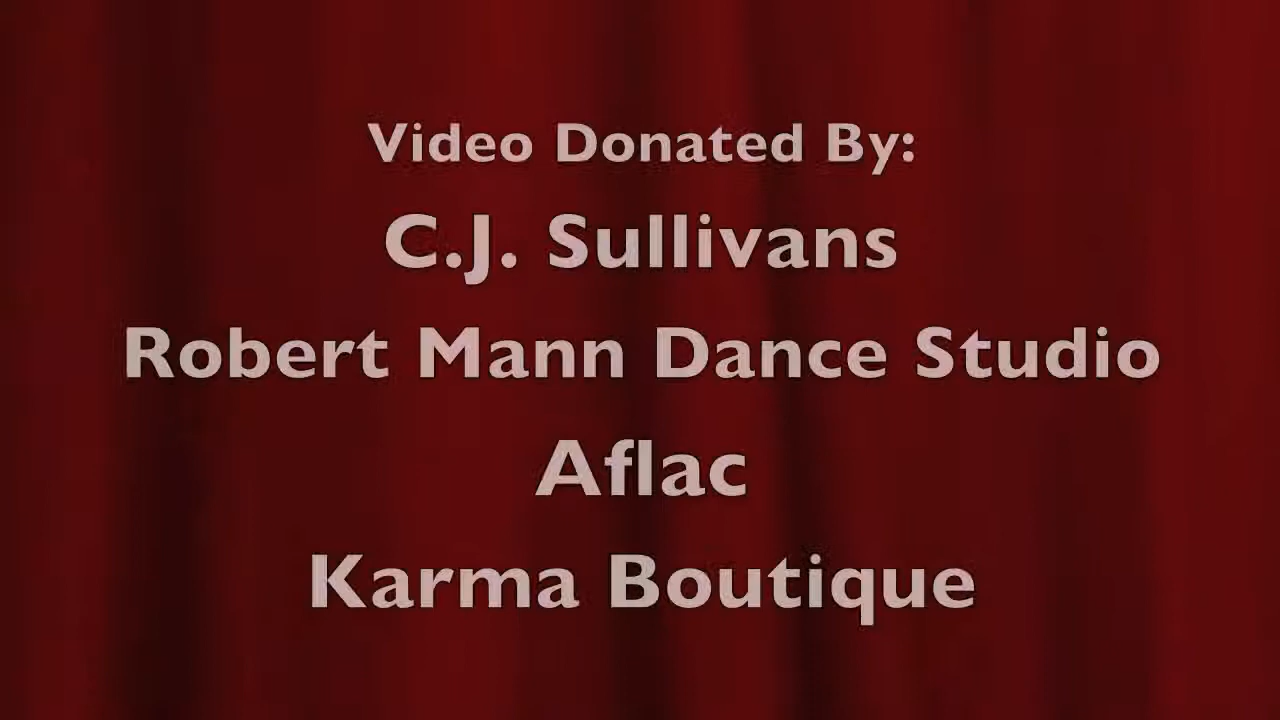 Video Donated By:
C.J. Sullivans
Robert Mann Dance Studio
Aflac
Karma Boutique